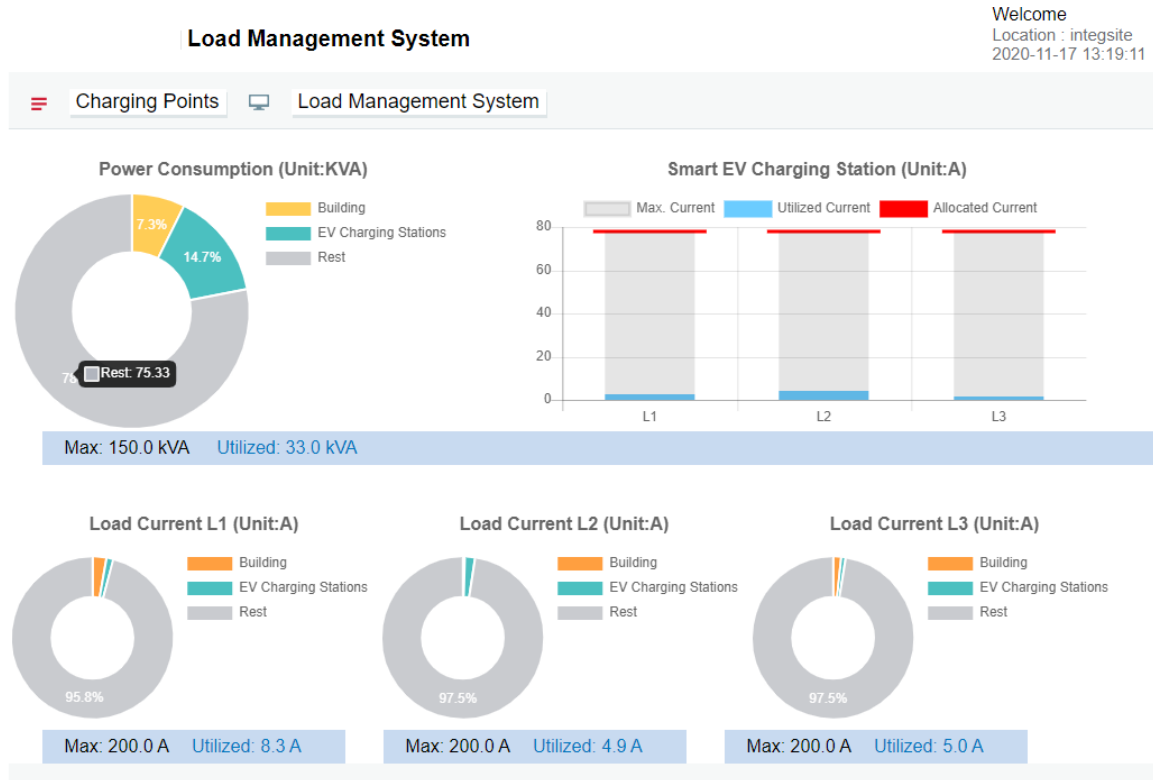 Load Management System
Welcome
Location : integsite
2020-11-17 13:19:11
Charging Points
Load Management System
Power Consumption (Unit:KVA)
Building
EV Charging Stations
Rest
7.3%
14.7%
Rest: 75.33
Max: 150.0 kVA Utilized: 33.0 kVA
Smart EV Charging Station (Unit:A)
Max. Current Utilized Current Allocated Current
80
60
40
20
0
L1 L2 L3
Load Current L1 (Unit:A)
Building
EV Charging Stations
Rest
95.8%
Max: 200.0 A Utilized: 8.3 A
Load Current L2 (Unit:A)
Building
EV Charging Stations
Rest
97.5%
Max: 200.0 A Utilized: 4.9 A
Load Current L3 (Unit:A)
Building
EV Charging Stations
Rest
97.5%
Max: 200.0 A Utilized: 5.0 A